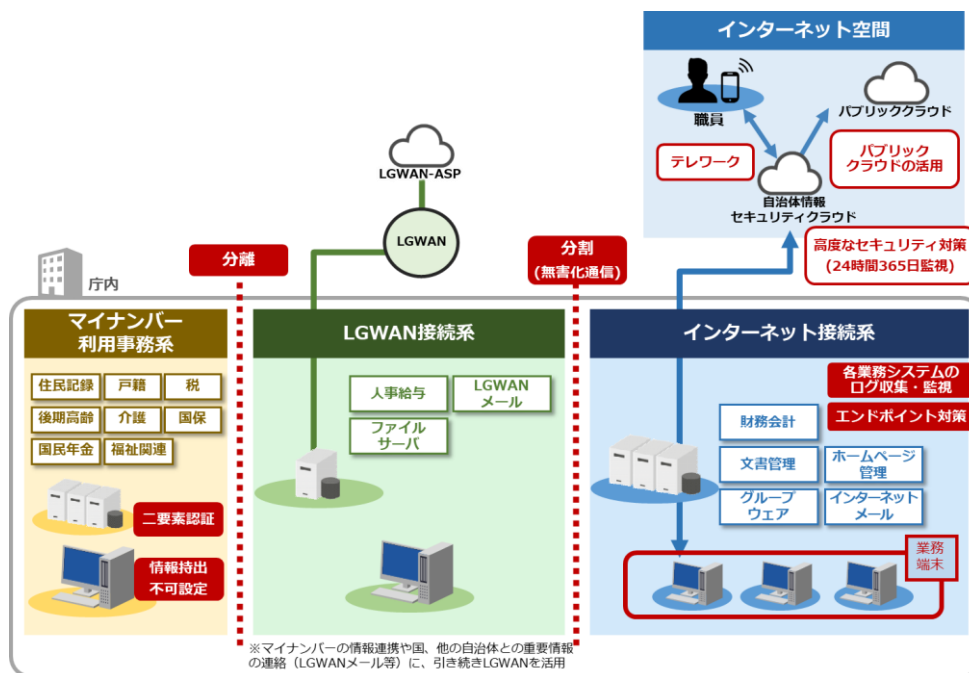 インターネット空間
職員
パブリッククラウド
テレワーク
パブリック
クラウドの活用
自治体情報
セキュリティクラウド
高度なセキュリティ対策
(24時間365日監視)
LGWAN-ASP
LGWAN
分離
分割
(無害化通信)
庁内
マイナンバー
利用事務系
住民記録
戸籍
税
後期高齢
介護
国保
国民年金
福祉関連
二要素認証
情報持出
不可設定
LGWAN接続系
人事給与
LGWAN
メール
ファイル
サーバ
インターネット接続系
各業務システムの
ログ収集・監視
エンドポイント対策
財務会計
文書管理
ホームページ
管理
グループ
ウェア
インターネット
メール
業務
端末
※マイナンバーの情報連携や国、他の自治体との重要情報
の連絡(LGWANメール等)に、引き続きLGWANを活用